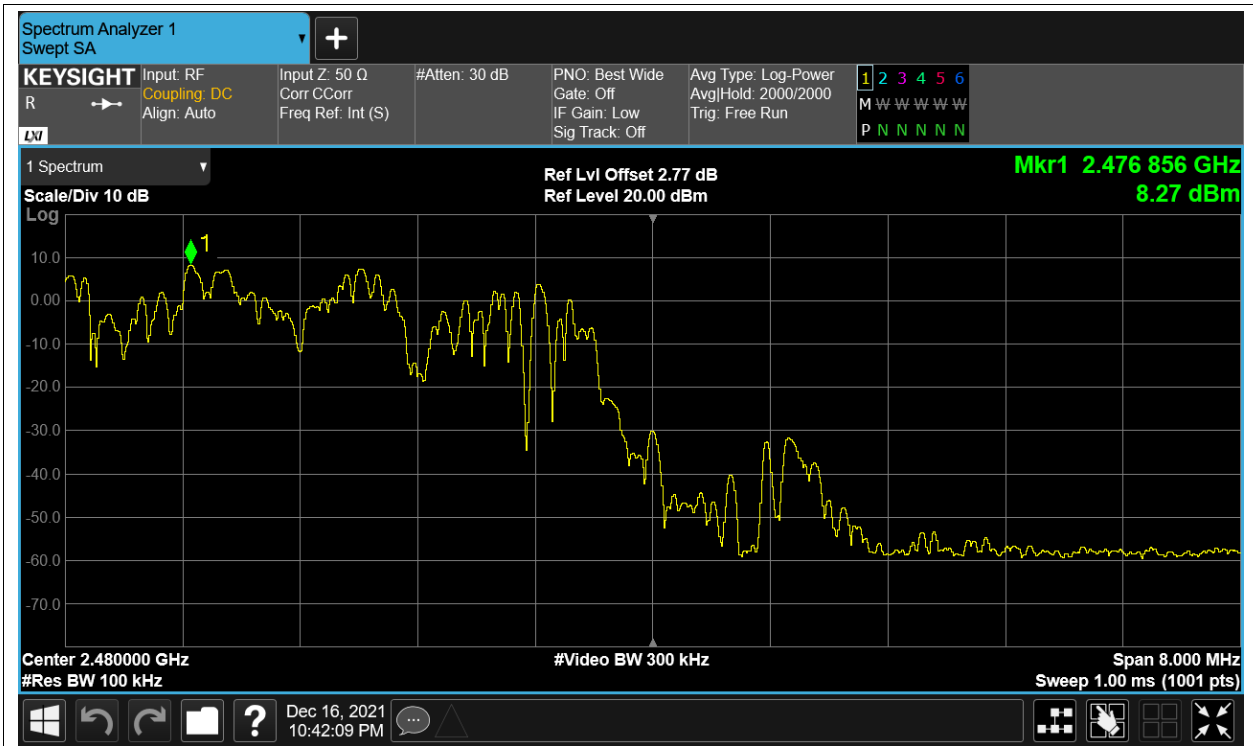 Spectrum Analyzer 1
Swept SA
KEYSIGHT
R
LXI
Input: RF
Coupling: DC
Align: Auto
Input Z: 50 Ω
Corr CCorr
Freq Ref: Int (S)
#Atten: 30 dB
PNO: Best Wide
Gate: Off
IF Gain: Low
Sig Track: Off
Avg Type: Log-Power
Avg|Hold: 2000/2000
Trig: Free Run
1 2 3 4 5 6
M W W W W W
P N N N N N
1 Spectrum
Scale/Div 10 dB
Log
Ref Lvl Offset 2.77 dB
Ref Level 20.00 dBm
Mkr1 2.476 856 GHz
8.27 dBm
1
10.0
0.00
-10.0
-20.0
-30.0
-40.0
-50.0
-60.0
-70.0
Center 2.480000 GHz
#Video BW 300 kHz
Span 8.000 MHz
#Res BW 100 kHz
Sweep 1.00 ms (1001 pts)
?
Dec 16, 2021
10:42:09 PM